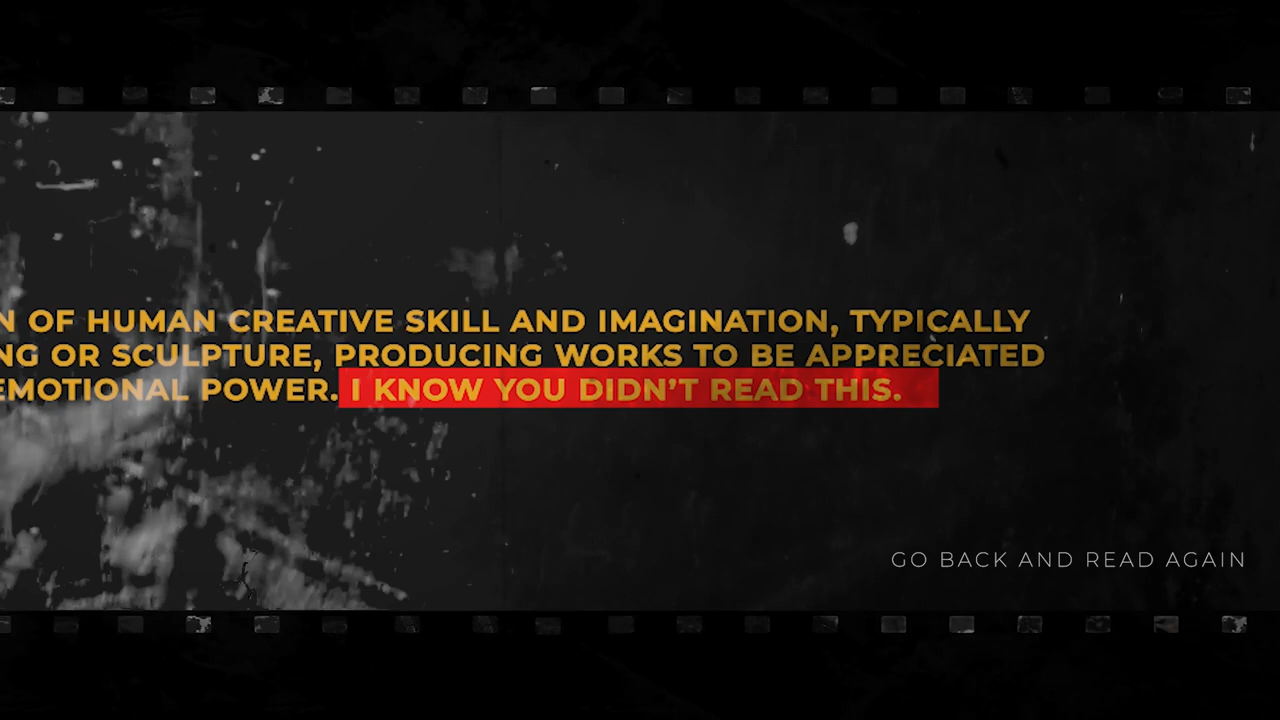 OF HUMAN CREATIVE SKILL AND IMAGINATION, TYPICALLY
OR SCULPTURE, PRODUCING WORKS TO BE APPRECIATED
EMOTIONAL POWER. I KNOW YOU DIDN'T READ THIS.
GO BACK AND READ AGAIN